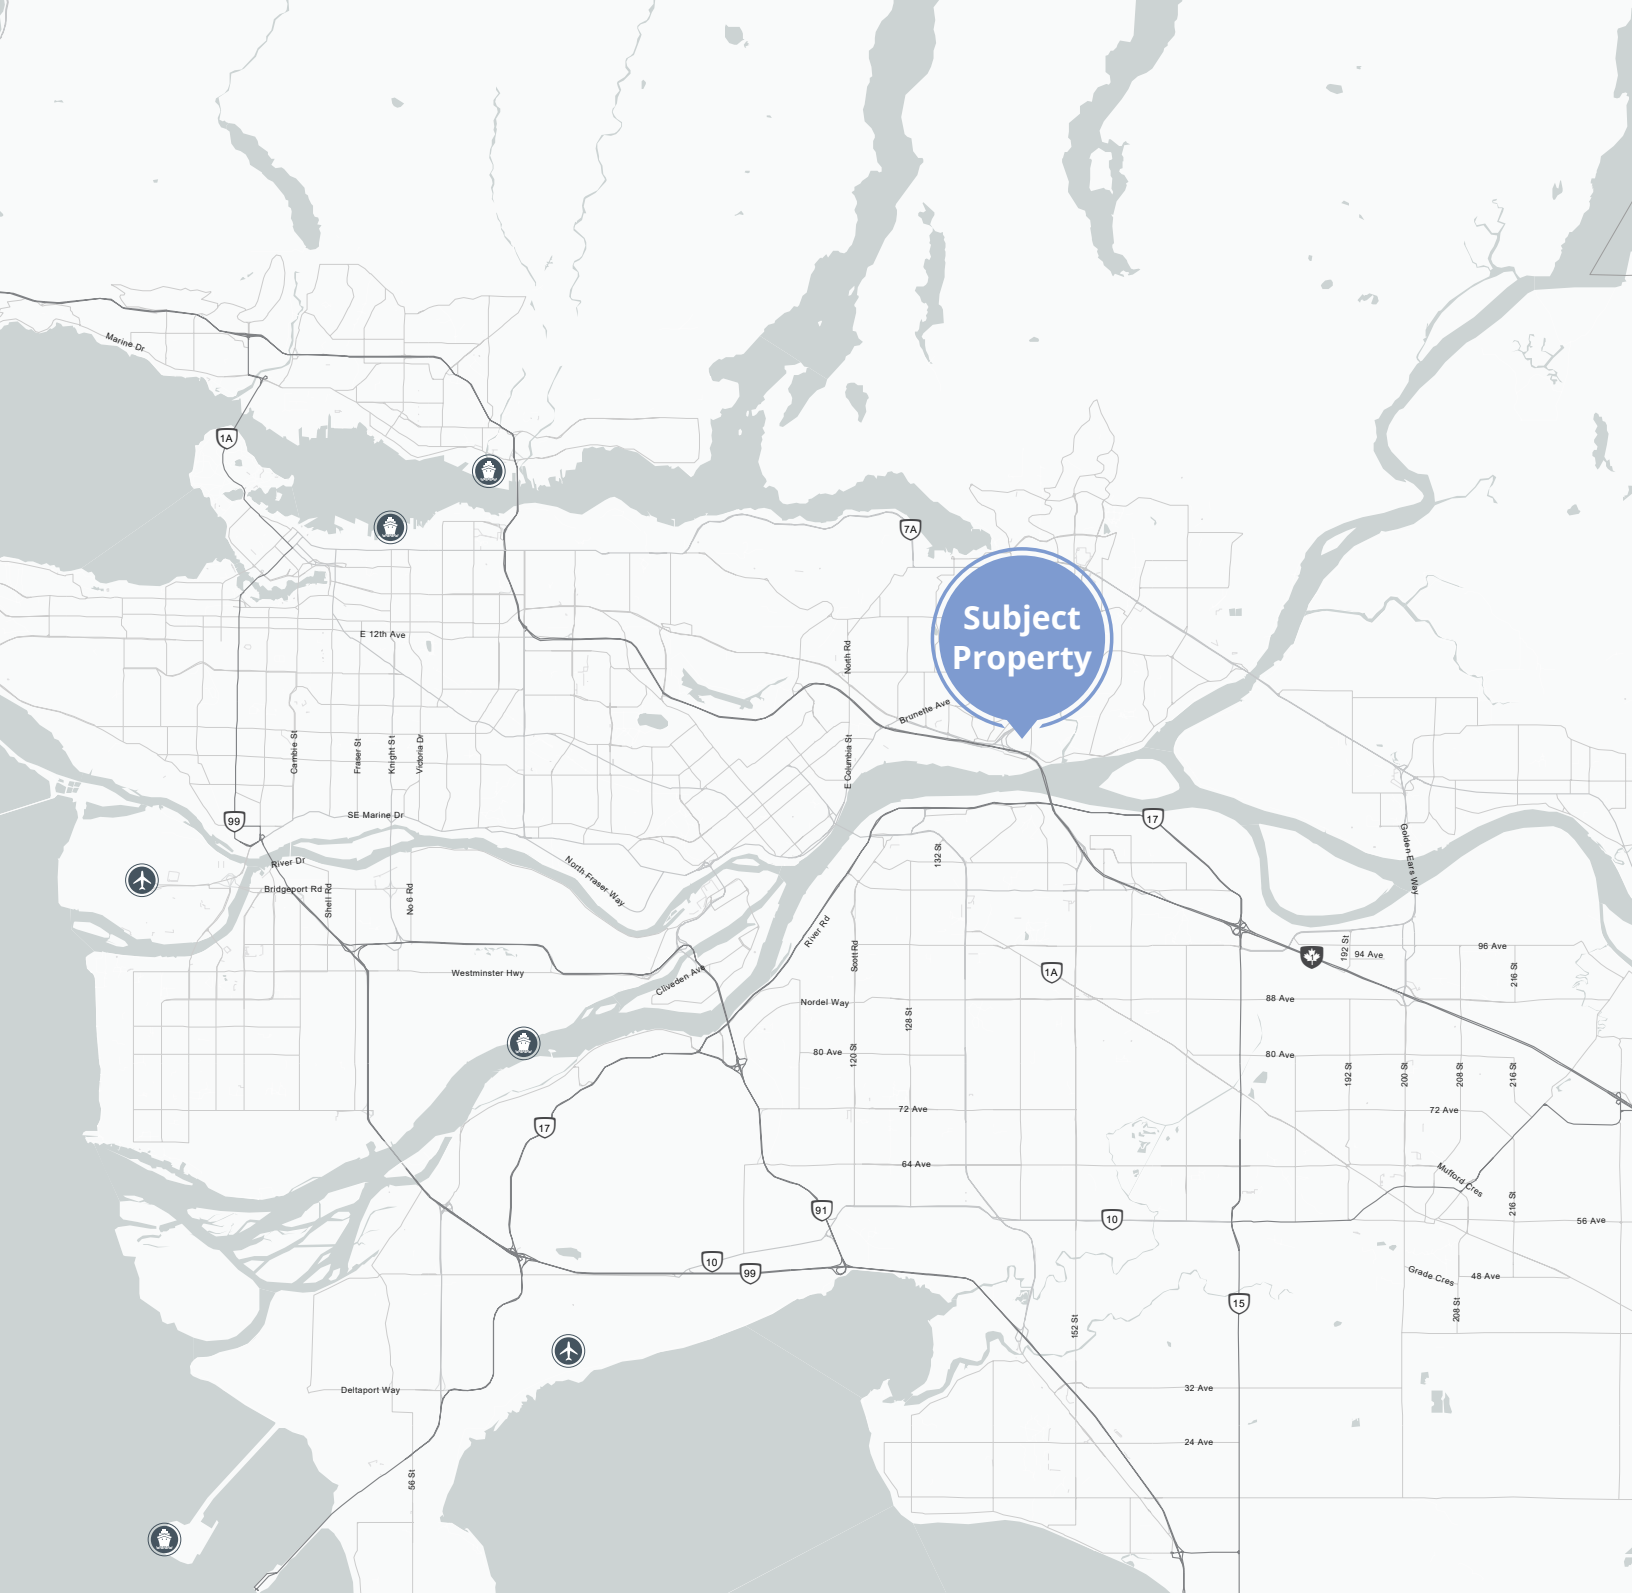 Marine Dr
1A
7A
Subject
Property
E 12th Ave
North Rd
Brunette Ave
Cambie St
Fraser St
Knight St
Victoria Dr
E Columbia St
99
SE Marine Dr
17
River Dr
Bridgeport Rd
Shell Rd
No 6 Rd
North Fraser Way
132 St
Golden Ears Way
River Rd
Scott Rd
Westminster Hwy
Cliveden Ave
1A
192 St
94 Ave
1
96 Ave
216 St
Nordel Way
128 St
88 Ave
80 Ave
120 St
80 Ave
192 St
200 St
208 St
216 St
17
72 Ave
72 Ave
64 Ave
Mufford Cres
91
10
216 St
56 Ave
10
99
Grade Cres
48 Ave
15
208 St
152 St
Deltaport Way
32 Ave
24 Ave
56 St